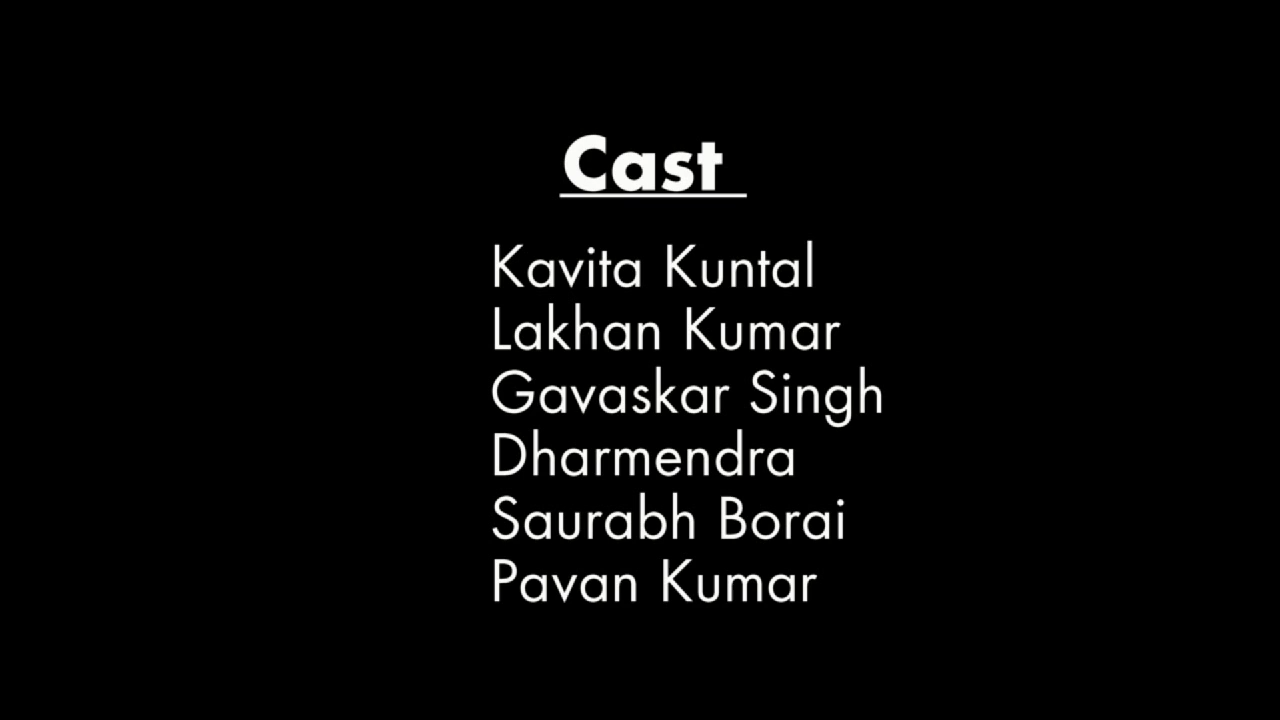 Cast
Kavita Kuntal
Lakhan Kumar
Gavaskar Singh
Dharmendra
Saurabh Borai
Pavan Kumar